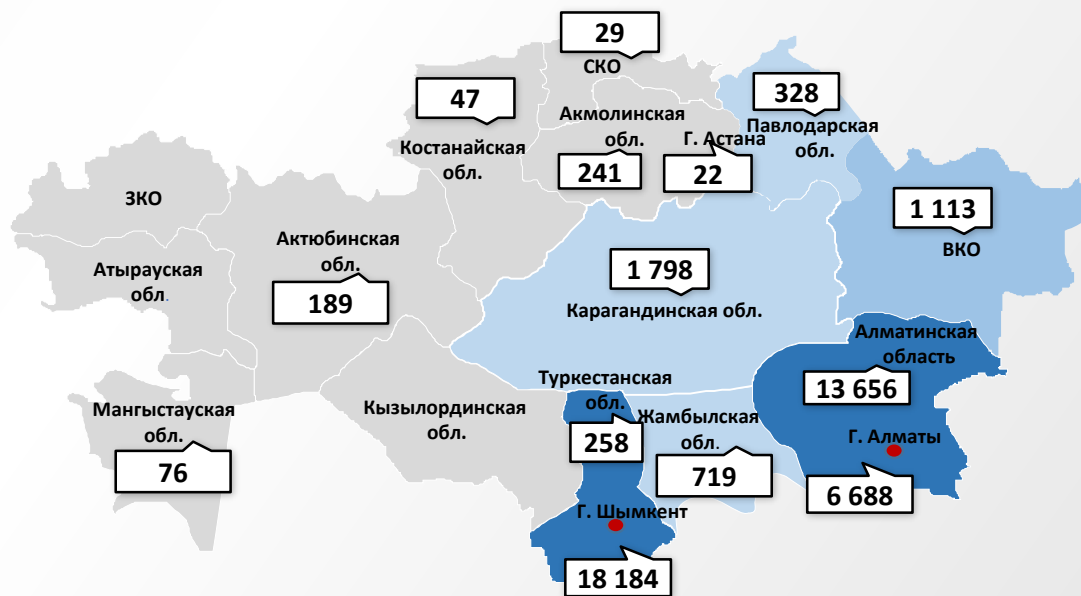 29
СКО
47
Костанайская
обл.
Акмолинская
обл.
241
Г. Астана
22
328
Павлодарская
обл.
1 113
ВКО
ЗКО
Атырауская
обл.
Актюбинская
обл.
189
1 798
Карагандинская обл.
Алматинская
область
13 656
Г. Алматы
6 688
Мангыстауская
обл.
76
Кызылординская
обл.
Туркестанская
обл.
258
Жамбылская
обл.
719
Г. Шымкент
18 184